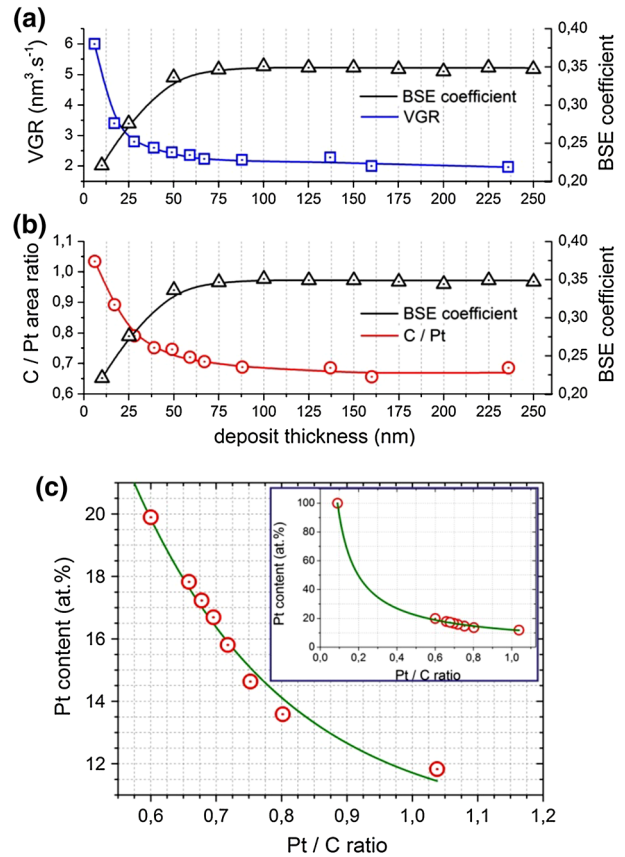 (a)
VGR (nm³.s⁻¹)
6
5
4
3
2
0,40
0,35
0,30
0,25
0,20
BSE coefficient
BSE coefficient
VGR
0 25 50 75 100 125 150 175 200 225 250
(b)
C / Pt area ratio
1,1
1,0
0,9
0,8
0,7
0,6
0,40
0,35
0,30
0,25
0,20
BSE coefficient
BSE coefficient
C / Pt
0 25 50 75 100 125 150 175 200 225 250
deposit thickness (nm)
(c)
Pt content (at.%)
20
18
16
14
12
0,6 0,7 0,8 0,9 1,0 1,1 1,2
Pt / C ratio
Pt content (at.%)
100
80
60
40
20
0
0,0 0,2 0,4 0,6 0,8 1,0
Pt / C ratio